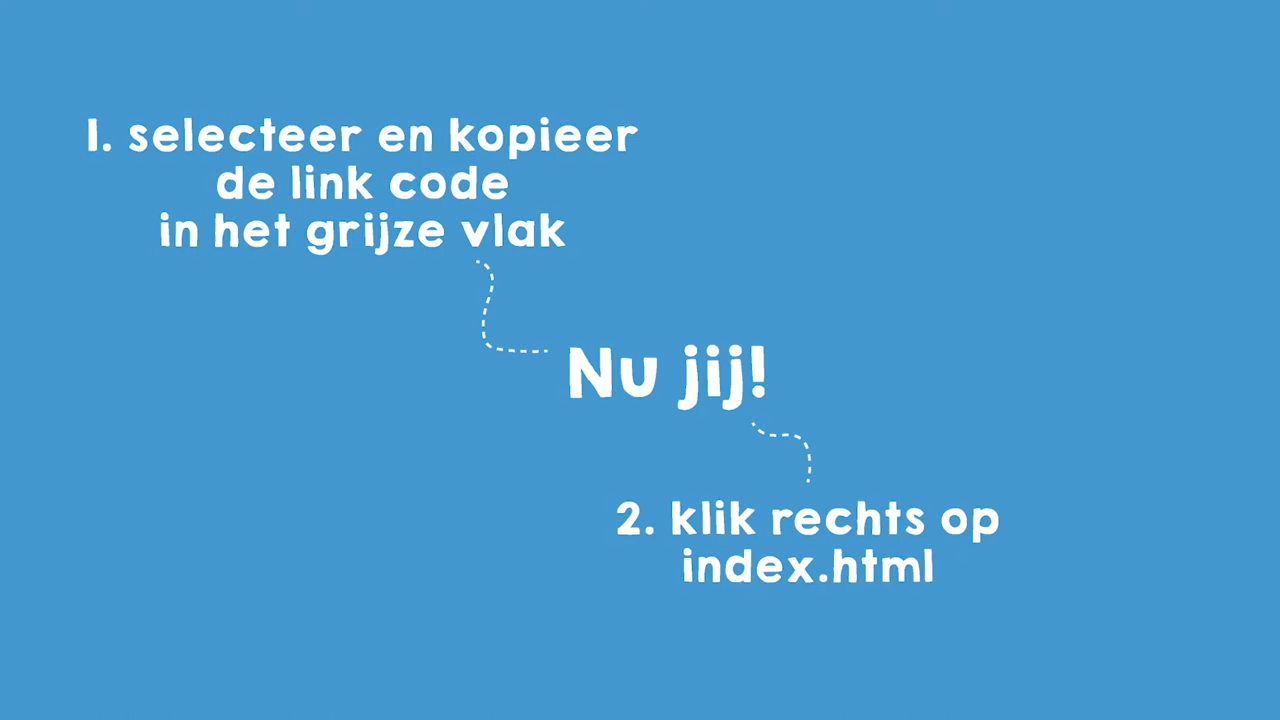 1. selecteer en kopieer
de link code
in het grijze vlak
Nu jij!
2. klik rechts op
index.html